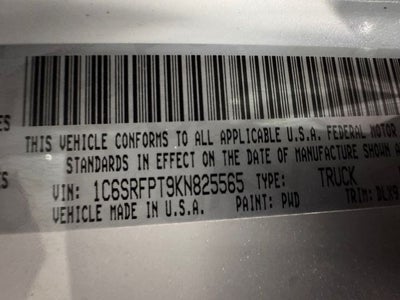 THIS VEHICLE CONFORMS TO ALL APPLICABLE U.S.A. FEDERAL MOTOR
STANDARDS IN EFFECT ON THE DATE OF MANUFACTURE SHOWN A
VIN: 1C6SRFPT9KN825565 TYPE: TRUCK
VEHICLE MADE IN U.S.A. PAINT: PWD TRIM: